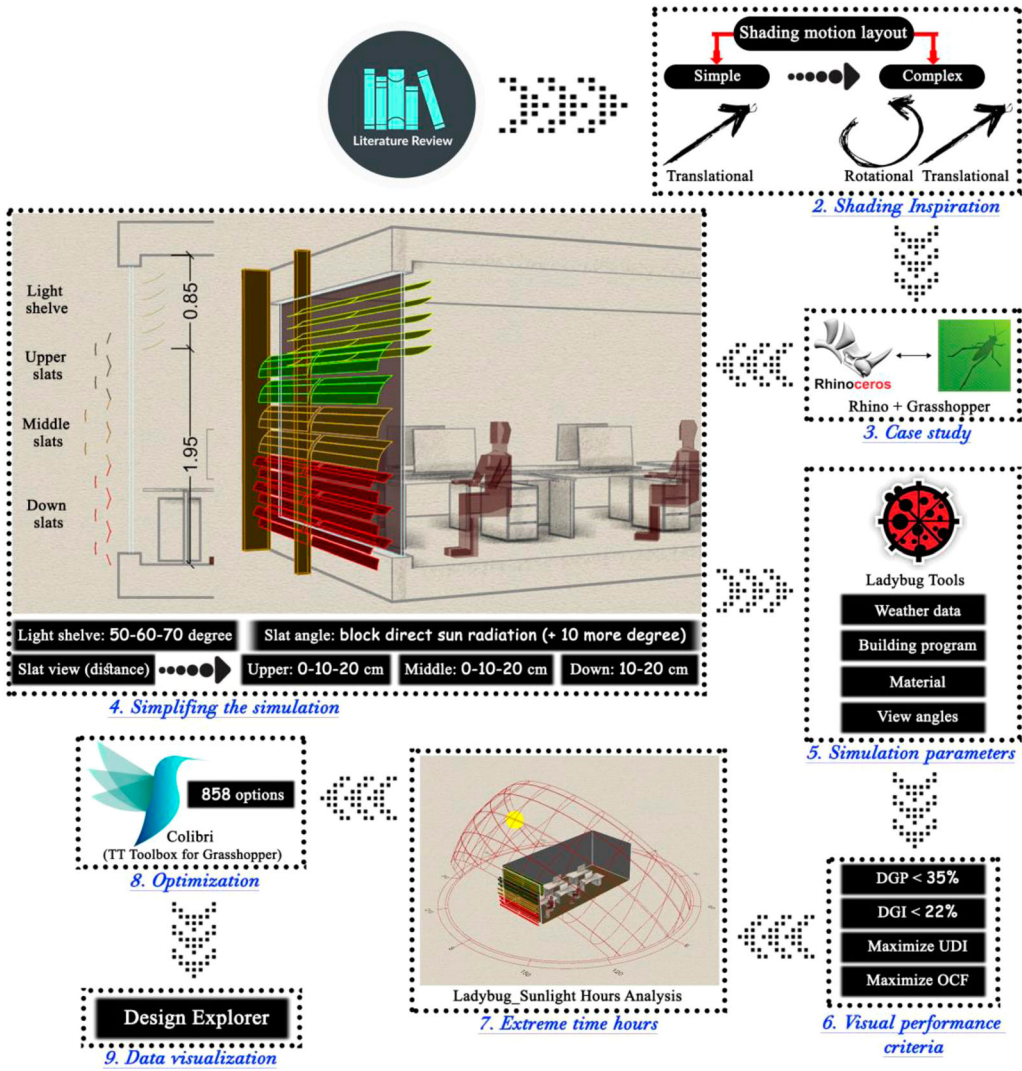 Literature Review
Shading motion layout
Simple
Complex
Translational
Rotational
Translational
2. Shading Inspiration
Rhinoceros
Rhino + Grasshopper
3. Case study
Light
shelve
Upper
slats
Middle
slats
Down
slats
0.85
1.95
Light shelve: 50-60-70 degree
Slat angle: block direct sun radiation (+ 10 more degree)
Slat view (distance)
Upper: 0-10-20 cm
Middle: 0-10-20 cm
Down: 10-20 cm
4. Simplifing the simulation
Ladybug Tools
Weather data
Building program
Material
View angles
5. Simulation parameters
DGP < 35%
DGI < 22%
Maximize UDI
Maximize OCF
6. Visual performance
criteria
150
120
Ladybug_Sunlight Hours Analysis
7. Extreme time hours
858 options
Colibri
(TT Toolbox for Grasshopper)
8. Optimization
Design Explorer
9. Data visualization